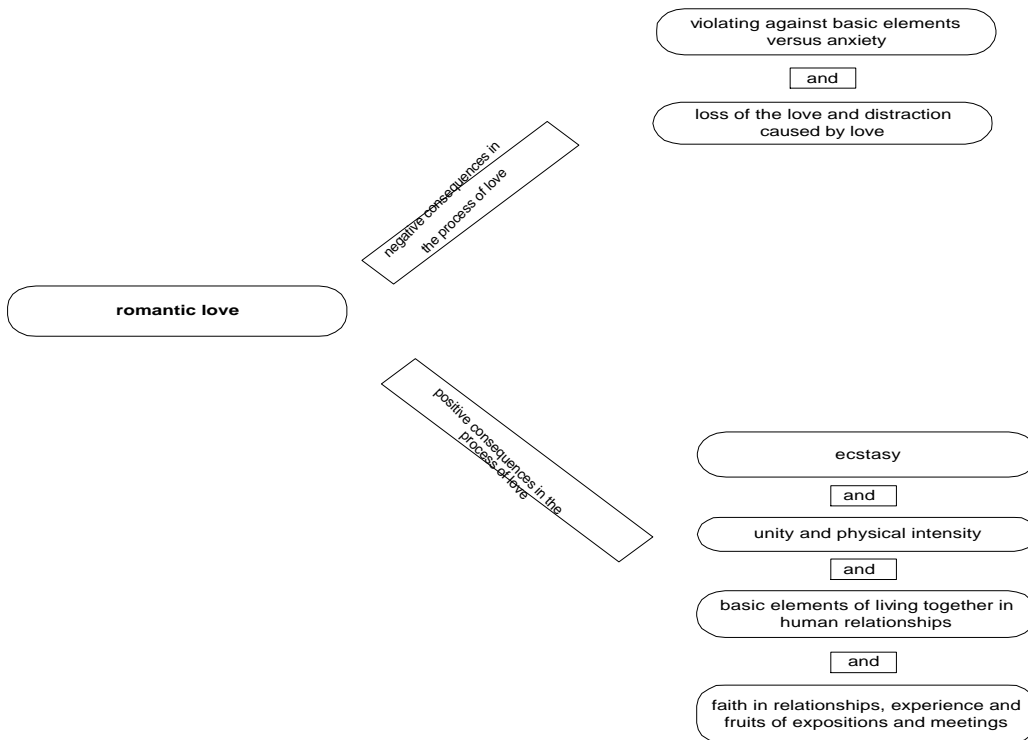 violating against basic elements
versus anxiety
and
loss of the love and distraction
caused by love
negative consequences in
the process of love
romantic love
positive consequences in the
process of love
ecstasy
and
unity and physical intensity
and
basic elements of living together in
human relationships
and
faith in relationships, experience and
fruits of expositions and meetings